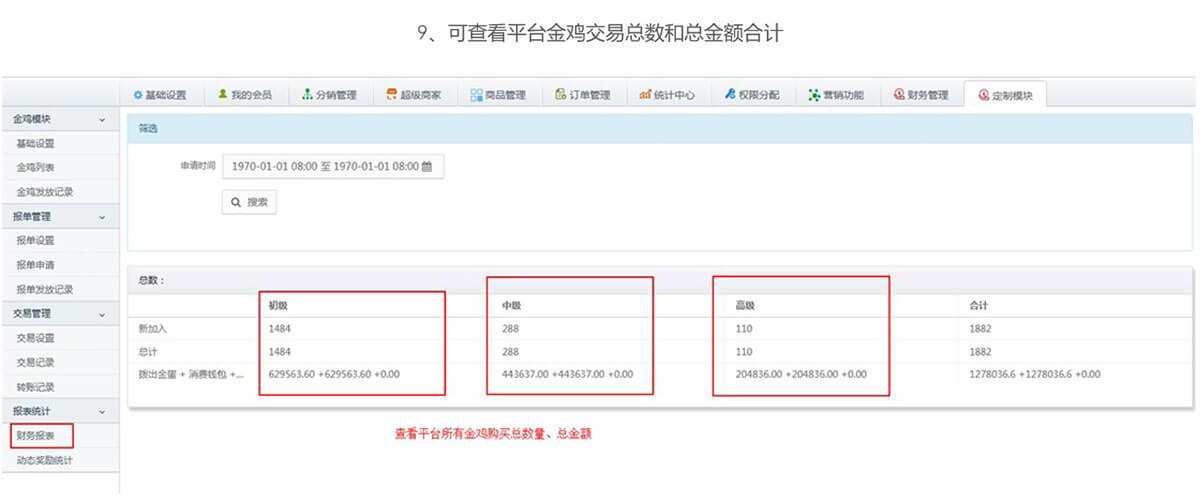 9、可查看平台金鸡交易总数和总金额合计
基础设置 我的会员 分销管理 超级商家 商品管理 订单管理 统计中心 权限分配 营销功能 财务管理 定制模块
金鸡模块
基础设置
金鸡列表
金鸡发放记录
报单管理
报单设置
报单申请
报单发放记录
交易管理
交易设置
交易记录
转账记录
报表统计
财务报表
动态奖励统计
筛选
申请时间 1970-01-01 08:00 至 1970-01-01 08:00
搜索
总数：
初级 中级 高级 合计
新加入 1484 288 110 1882
总计 1484 288 110 1882
拨出金蛋 + 消费钱包 +... 629563.60 +629563.60 +0.00 443637.00 +443637.00 +0.00 204836.00 +204836.00 +0.00 1278036.6 +1278036.6 +0.00
查看平台所有金鸡购买总数量、总金额